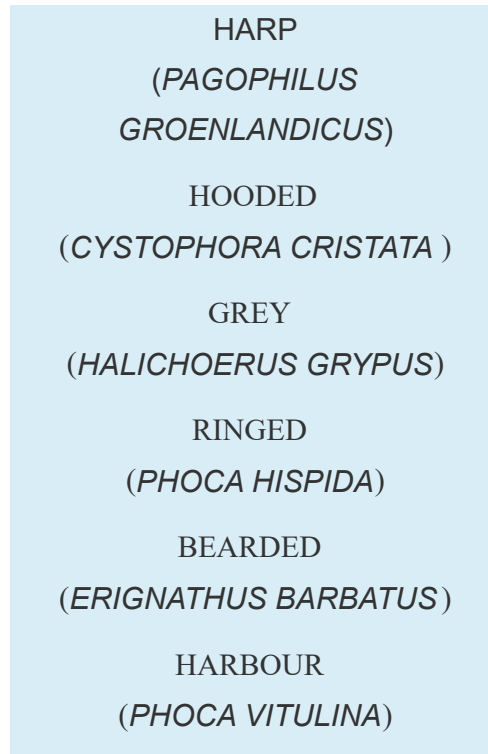 HARP
(PAGOPHILUS
GROENLANDICUS)
HOODED
(CYSTOPHORA CRISTATA )
GREY
(HALICHOERUS GRYPUS)
RINGED
(PHOCA HISPIDA)
BEARDED
(ERIGNATHUS BARBATUS)
HARBOUR
(PHOCA VITULINA)